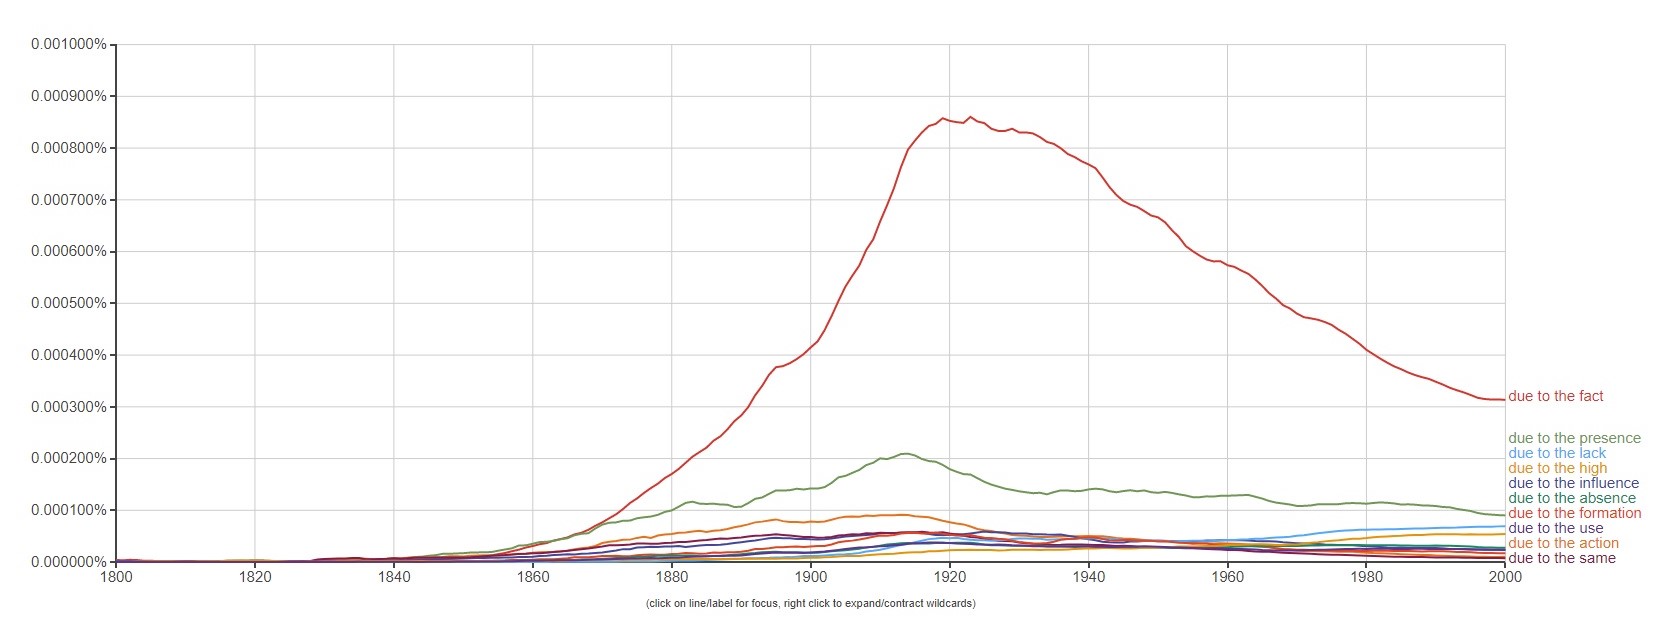 0.001000%
0.000900%
0.000800%
0.000700%
0.000600%
0.000500%
0.000400%
0.000300%
0.000200%
0.000100%
0.000000%
1800 1820 1840 1860 1880 1900 1920 1940 1960 1980 2000
due to the fact
due to the presence
due to the lack
due to the high
due to the influence
due to the absence
due to the formation
due to the use
due to the action
due to the same
(click on line/label for focus, right click to expand/contract wildcards)